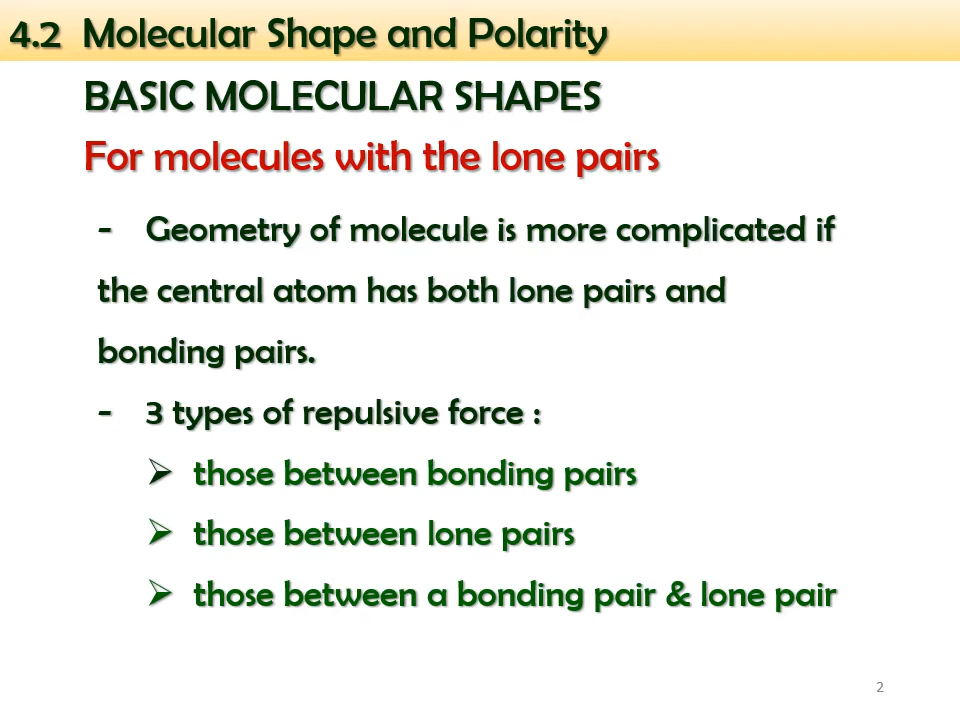 4.2 Molecular Shape and Polarity
BASIC MOLECULAR SHAPES
For molecules with the lone pairs
- Geometry of molecule is more complicated if
the central atom has both lone pairs and
bonding pairs.
- 3 types of repulsive force :
➢ those between bonding pairs
➢ those between lone pairs
➢ those between a bonding pair & lone pair
2